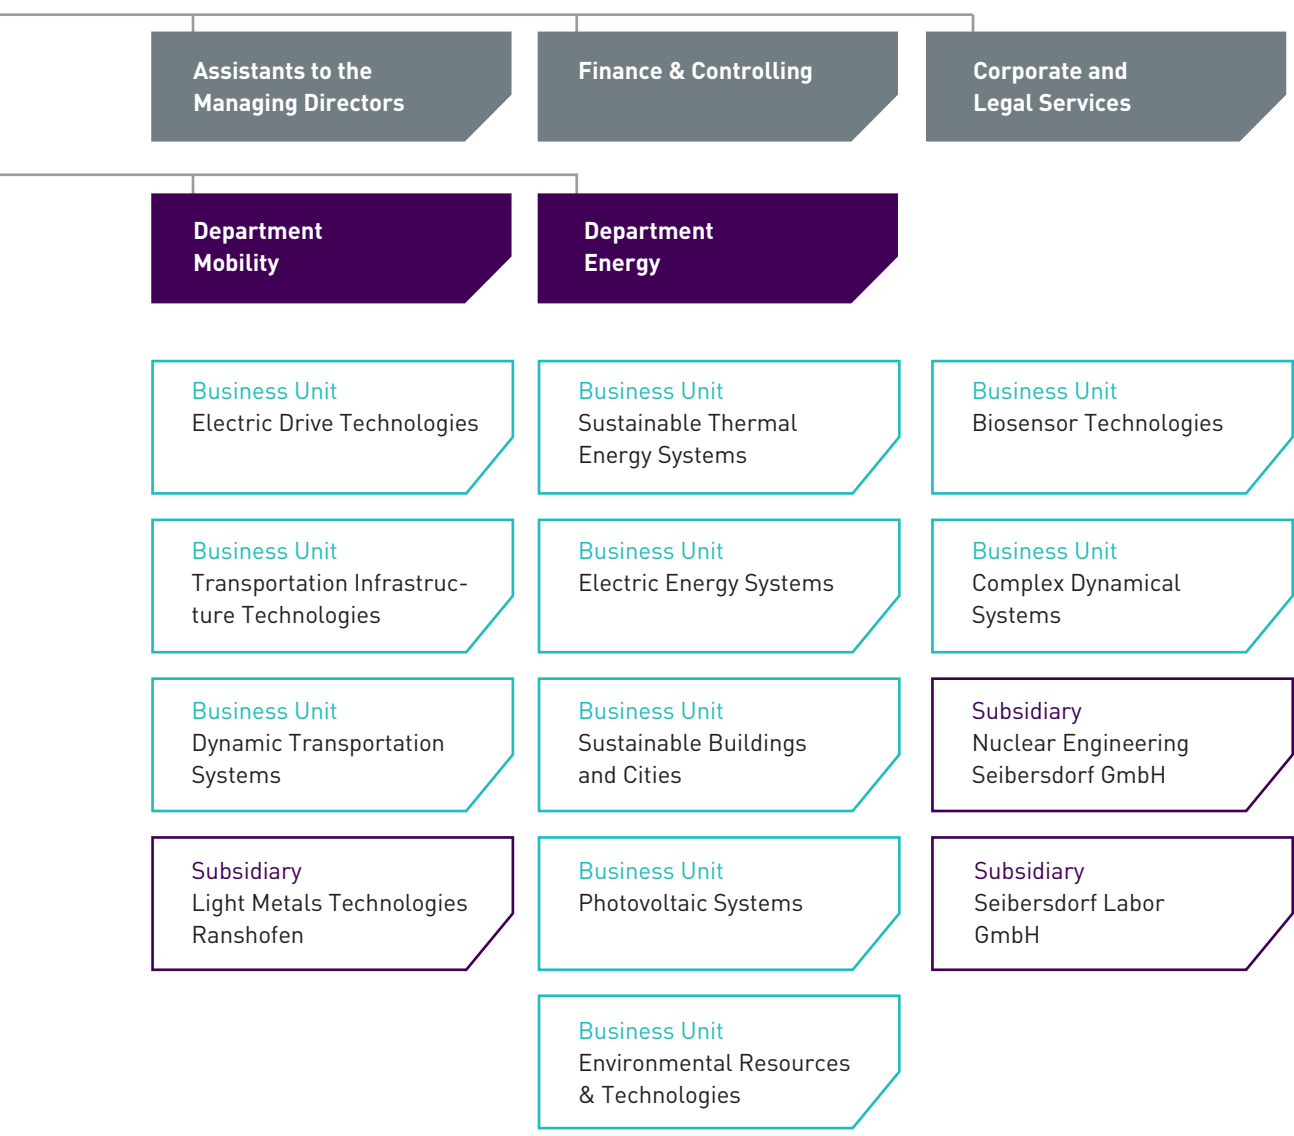 Assistants to the
Managing Directors
Finance & Controlling
Corporate and
Legal Services
Department
Mobility
Department
Energy
Business Unit
Electric Drive Technologies
Business Unit
Sustainable Thermal
Energy Systems
Business Unit
Biosensor Technologies
Business Unit
Transportation Infrastruc-
ture Technologies
Business Unit
Electric Energy Systems
Business Unit
Complex Dynamical
Systems
Business Unit
Dynamic Transportation
Systems
Business Unit
Sustainable Buildings
and Cities
Subsidiary
Nuclear Engineering
Seibersdorf GmbH
Subsidiary
Light Metals Technologies
Ranshofen
Business Unit
Photovoltaic Systems
Subsidiary
Seibersdorf Labor
GmbH
Business Unit
Environmental Resources
& Technologies